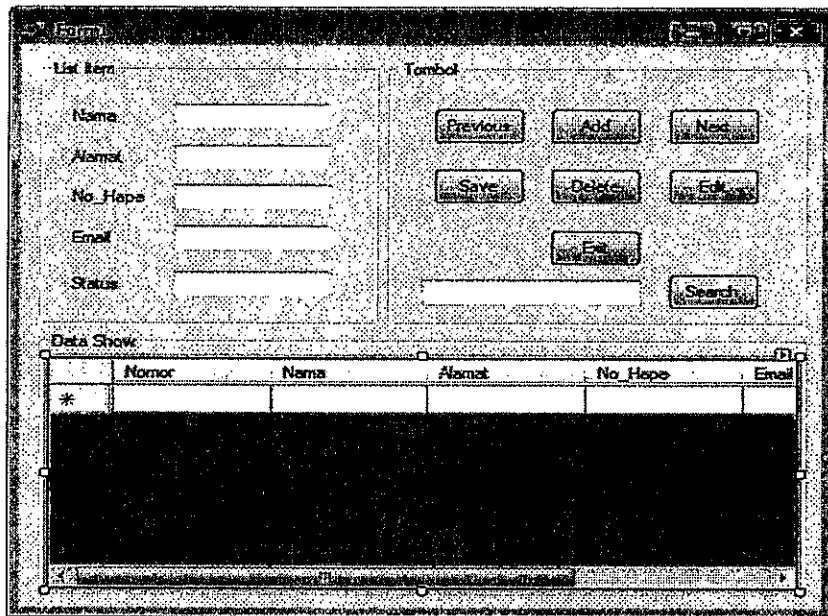 Form1
List Item
Nama
Alamat
No_Hape
Email
Status
Tombol
Previous Add Next
Save Delete Edit
Exit
Search
Data Show
Nomor Nama Alamat No_Hape Email